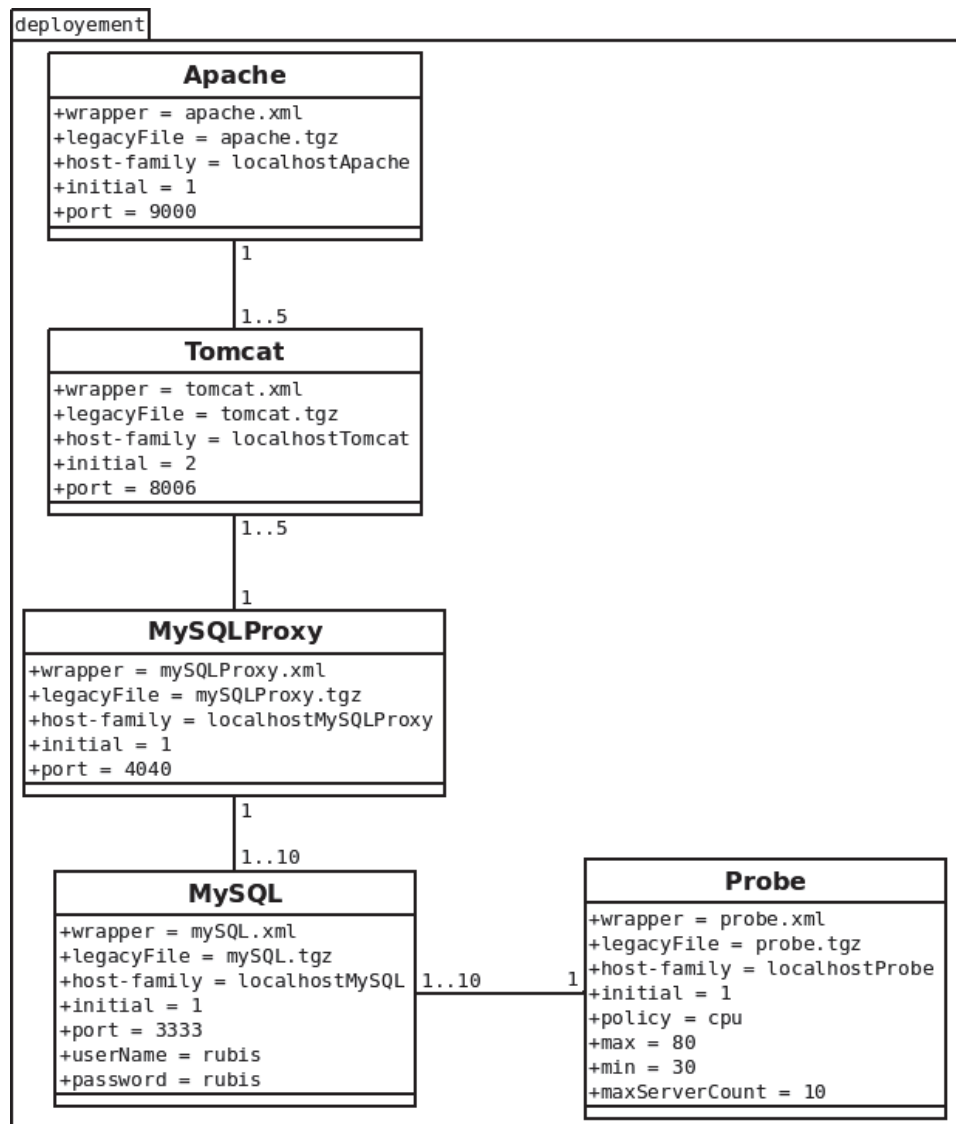 deployement
Apache
+wrapper = apache.xml
+legacyFile = apache.tgz
+host-family = localhostApache
+initial = 1
+port = 9000
1
1..5
Tomcat
+wrapper = tomcat.xml
+legacyFile = tomcat.tgz
+host-family = localhostTomcat
+initial = 2
+port = 8006
1..5
1
MySQLProxy
+wrapper = mySQLProxy.xml
+legacyFile = mySQLProxy.tgz
+host-family = localhostMySQLProxy
+initial = 1
+port = 4040
1
1..10
MySQL
+wrapper = mySQL.xml
+legacyFile = mySQL.tgz
+host-family = localhostMySQL
+initial = 1
+port = 3333
+userName = rubis
+password = rubis
1..10
1
Probe
+wrapper = probe.xml
+legacyFile = probe.tgz
+host-family = localhostProbe
+initial = 1
+policy = cpu
+max = 80
+min = 30
+maxServerCount = 10